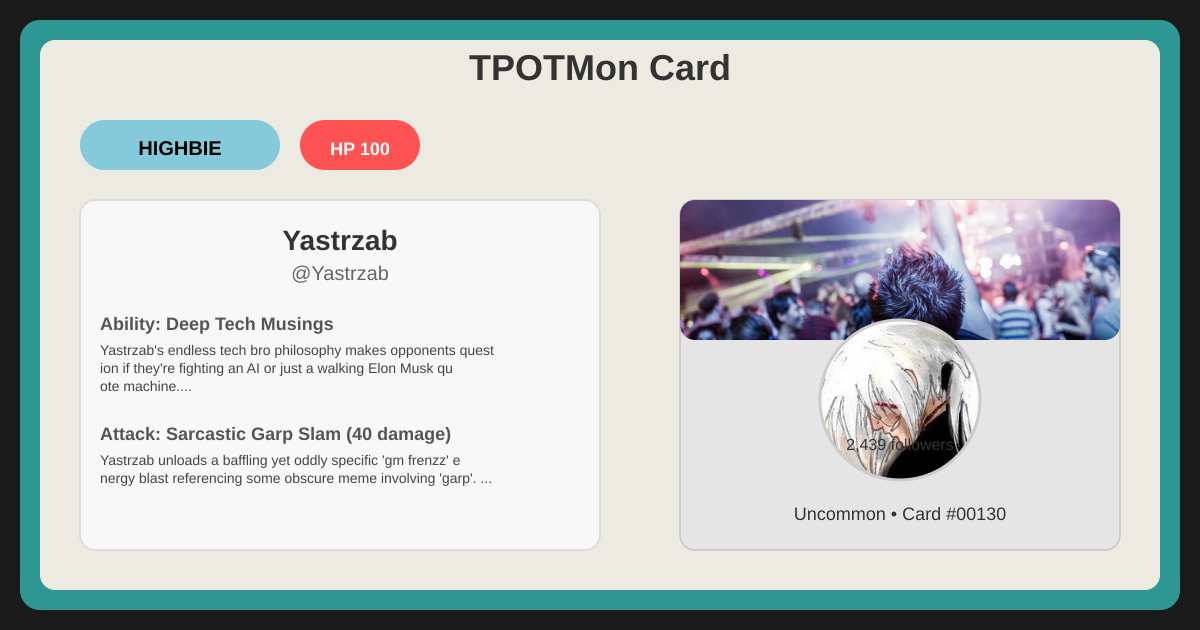 TPOTMon Card
HIGHBIE
HP 100
Yastrzab
@Yastrzab
Ability: Deep Tech Musings
Yastrzab's endless tech bro philosophy makes opponents quest
ion if they're fighting an AI or just a walking Elon Musk qu
ote machine....
Attack: Sarcastic Garp Slam (40 damage)
Yastrzab unloads a baffling yet oddly specific 'gm frenzz' e
nergy blast referencing some obscure meme involving 'garp'. ...
2,439 followers
Uncommon • Card #00130